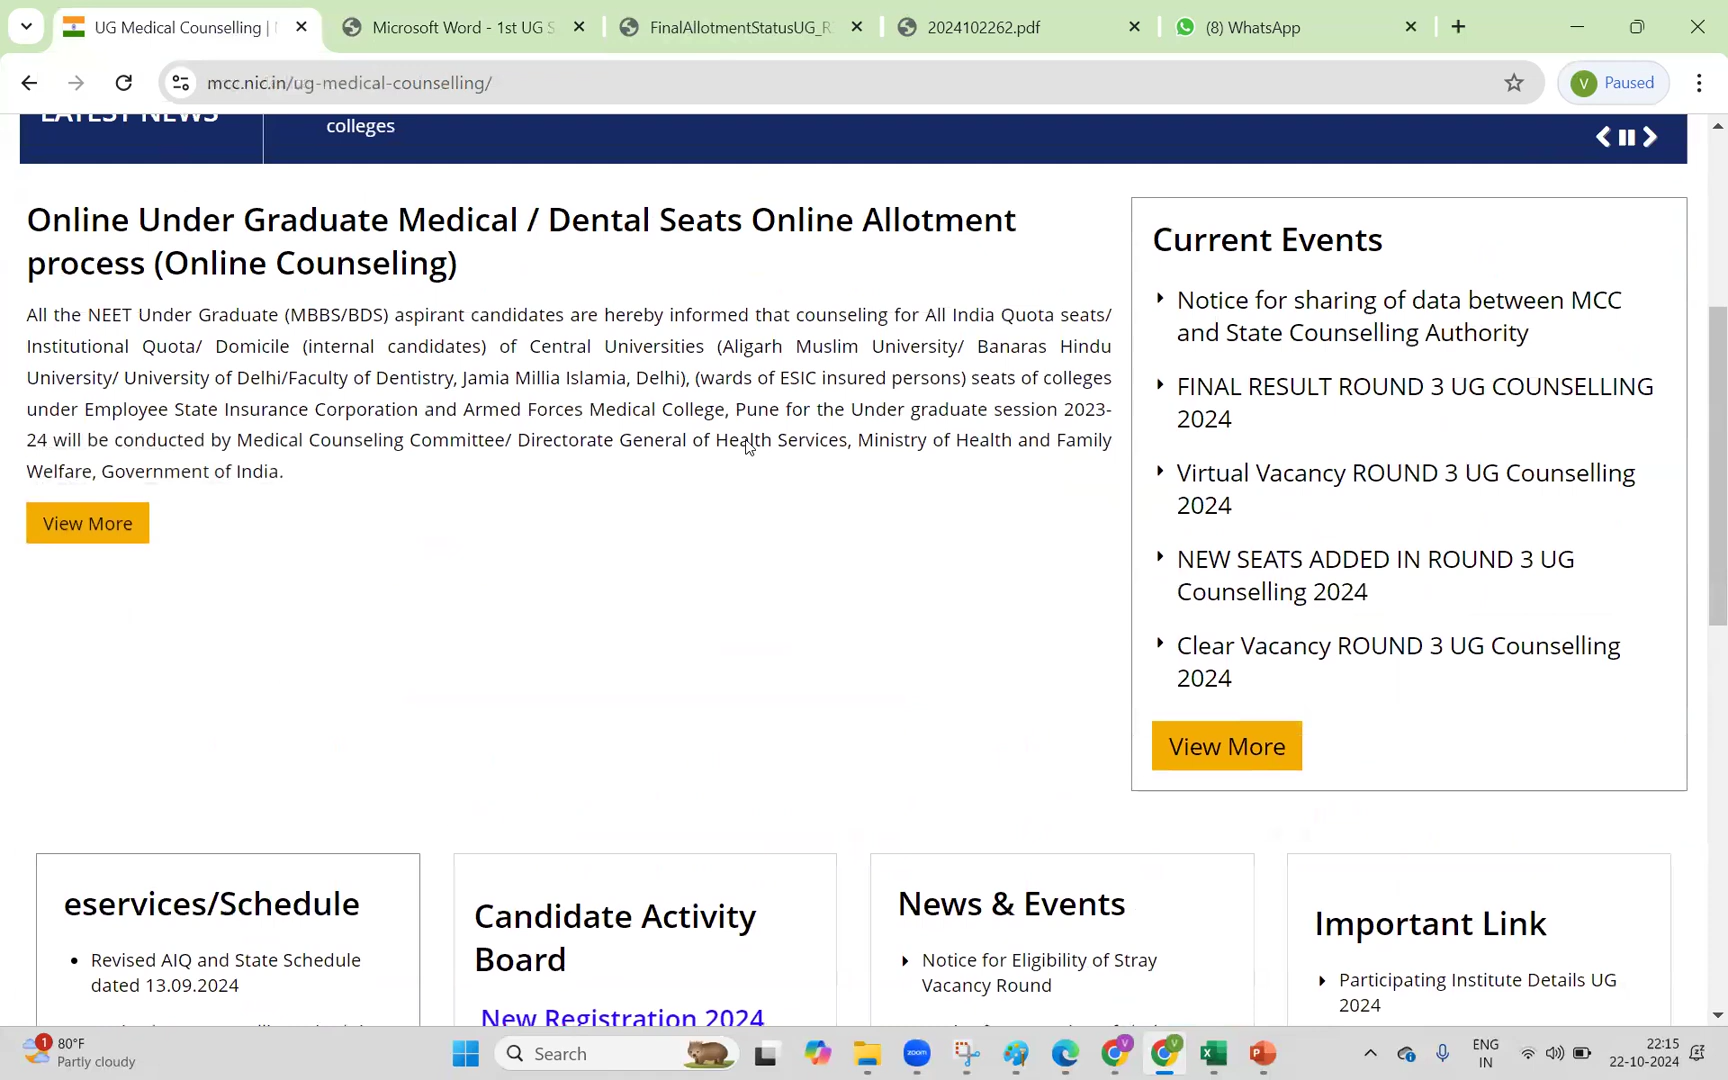 UG Medical Counselling |
Microsoft Word - 1st UG S
FinalAllotmentStatusUG_R
2024102262.pdf
(8) WhatsApp
mcc.nic.in/ug-medical-counselling/
V
Paused
LATEST NEWS
colleges
Online Under Graduate Medical / Dental Seats Online Allotment
process (Online Counseling)
All the NEET Under Graduate (MBBS/BDS) aspirant candidates are hereby informed that counseling for All India Quota seats/
Institutional Quota/ Domicile (internal candidates) of Central Universities (Aligarh Muslim University/ Banaras Hindu
University/ University of Delhi/Faculty of Dentistry, Jamia Millia Islamia, Delhi), (wards of ESIC insured persons) seats of colleges
under Employee State Insurance Corporation and Armed Forces Medical College, Pune for the Under graduate session 2023-
24 will be conducted by Medical Counseling Committee/ Directorate General of Health Services, Ministry of Health and Family
Welfare, Government of India.
View More
Current Events
Notice for sharing of data between MCC
and State Counselling Authority
FINAL RESULT ROUND 3 UG COUNSELLING
2024
Virtual Vacancy ROUND 3 UG Counselling
2024
NEW SEATS ADDED IN ROUND 3 UG
Counselling 2024
Clear Vacancy ROUND 3 UG Counselling
2024
View More
eservices/Schedule
Revised AIQ and State Schedule
dated 13.09.2024
Candidate Activity
Board
New Registration 2024
News & Events
Notice for Eligibility of Stray
Vacancy Round
Important Link
Participating Institute Details UG
2024
1
80°F
Partly cloudy
Search
ENG
IN
22:15
22-10-2024